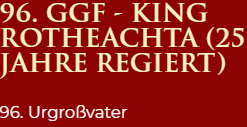 96. GGF - KING
ROTHEACHTA (25
JAHRE REGIERT)
96. Urgroßvater